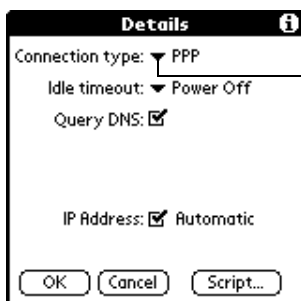 Details
Connection type: PPP
Idle timeout: Power Off
Query DNS:
IP Address: Automatic
OK Cancel Script...